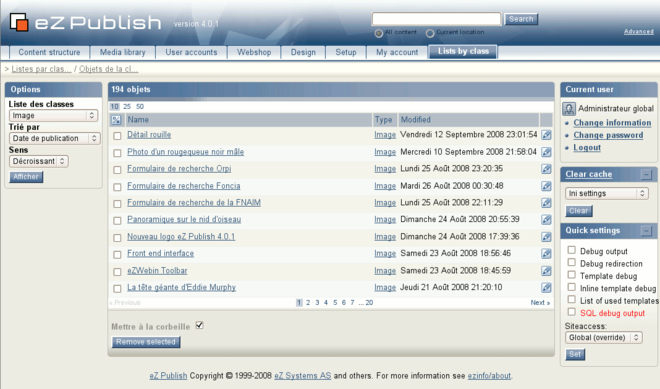 eZ Publish version 4.0.1
Search
All content Current location
Advanced
Content structure Media library User accounts Webshop Design Setup My account Lists by class
> Listes par clas... / Objets de la cl...
Options
Liste des classes
Image
Trié par
Date de publication
Sens
Décroissant
Afficher
194 objets
10 25 50
Name Type Modified
Détail rouille Image Vendredi 12 Septembre 2008 23:01:54
Photo d'un rougequeue noir mâle Image Mercredi 10 Septembre 2008 21:58:04
Formulaire de recherche Orpi Image Lundi 25 Août 2008 23:20:35
Formulaire de recherche Foncia Image Mardi 26 Août 2008 00:30:48
Formulaire de recherche de la FNAIM Image Lundi 25 Août 2008 22:11:29
Panoramique sur le nid d'oiseau Image Dimanche 24 Août 2008 20:55:39
Nouveau logo eZ Publish 4.0.1 Image Dimanche 24 Août 2008 17:39:36
Front end interface Image Samedi 23 Août 2008 18:56:46
eZWebin Toolbar Image Samedi 23 Août 2008 18:45:59
La tête géante d'Eddie Murphy Image Jeudi 21 Août 2008 21:20:10
« Previous 1 2 3 4 5 6 7 ...20 Next »
Mettre à la corbeille
Remove selected
Current user
Administrateur global
Change information
Change password
Logout
Clear cache
Ini settings
Clear
Quick settings
Debug output
Debug redirection
Template debug
Inline template debug
List of used templates
SQL debug output
Siteaccess:
Global (override)
Set
eZ Publish Copyright © 1999-2008 eZ Systems AS and others. For more information see ezinfo/about.